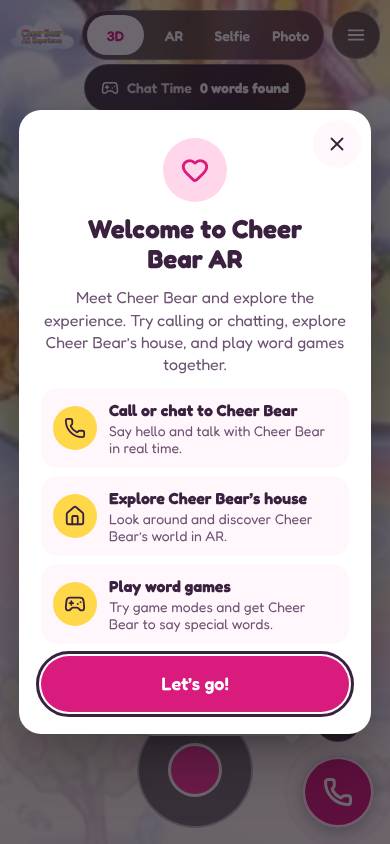 Cheer Bear
AR Experience
3D
AR
Selfie
Photo
Chat Time 0 words found
Welcome to Cheer
Bear AR
Meet Cheer Bear and explore the
experience. Try calling or chatting, explore
Cheer Bear's house, and play word games
together.
Call or chat to Cheer Bear
Say hello and talk with Cheer Bear
in real time.
Explore Cheer Bear's house
Look around and discover Cheer
Bear's world in AR.
Play word games
Try game modes and get Cheer
Bear to say special words.
Let's go!